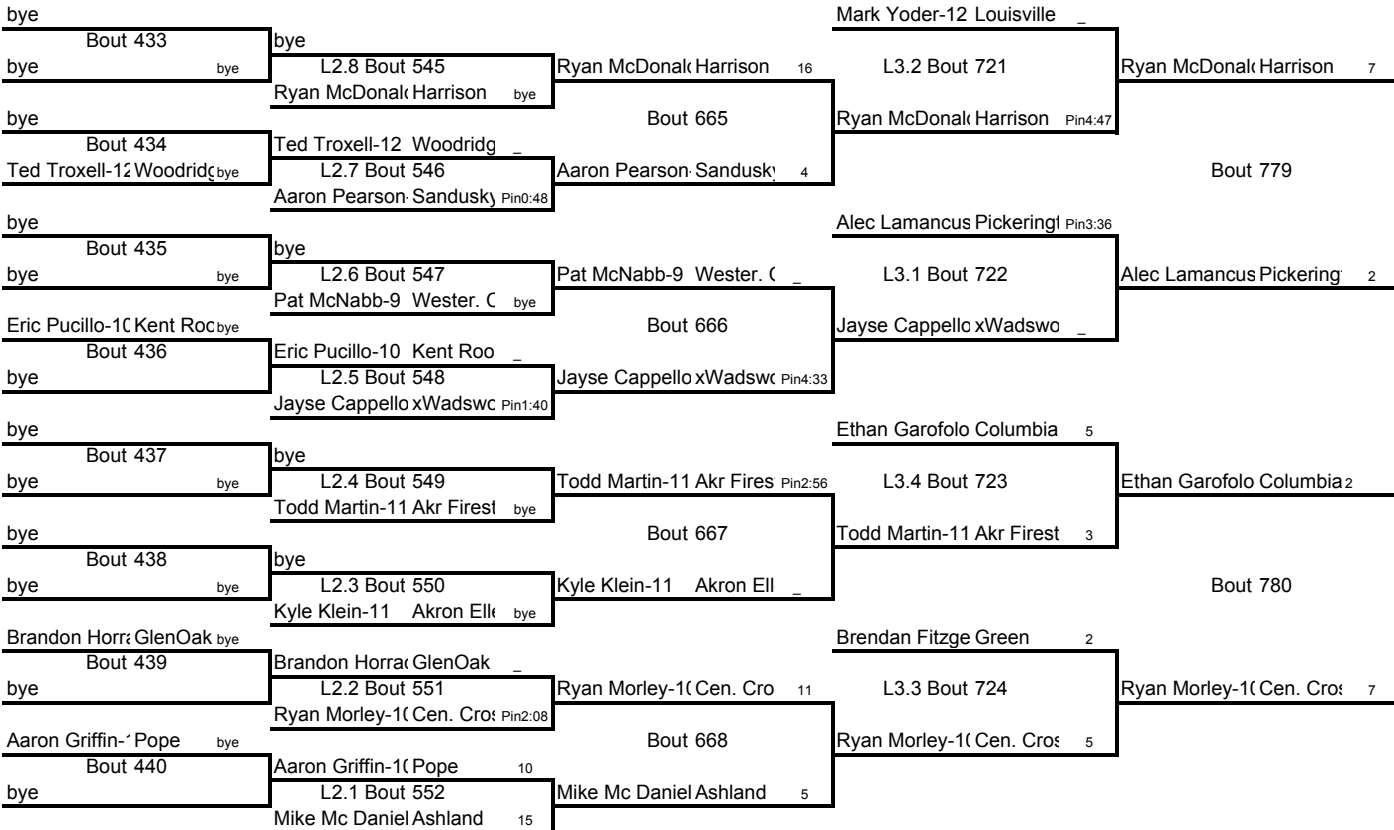 bye Mark Yoder-12 Louisville _
Bout 433 bye
bye bye L2.8 Bout 545 Ryan McDonald Harrison 16 L3.2 Bout 721 Ryan McDonald Harrison 7
Ryan McDonald Harrison bye
bye Bout 665 Ryan McDonald Harrison Pin4:47
Bout 434 Ted Troxell-12 Woodridg _
Ted Troxell-12 Woodridg bye L2.7 Bout 546 Aaron Pearson- Sandusky 4 Bout 779
Aaron Pearson- Sandusky Pin0:48
bye Alec Lamancus Pickeringt Pin3:36
Bout 435 bye
bye bye L2.6 Bout 547 Pat McNabb-9 Wester. C _ L3.1 Bout 722 Alec Lamancus Pickering 2
Pat McNabb-9 Wester. C bye
Eric Pucillo-10 Kent Roo bye Bout 666 Jayse Cappello xWadswo _
Bout 436 Eric Pucillo-10 Kent Roo _
bye L2.5 Bout 548 Jayse Cappello xWadswo Pin4:33
Jayse Cappello xWadswo Pin1:40
bye Ethan Garofolo Columbia 5
Bout 437 bye
bye bye L2.4 Bout 549 Todd Martin-11 Akr Fires Pin2:56 L3.4 Bout 723 Ethan Garofolo Columbia 2
Todd Martin-11 Akr Firest bye
bye Bout 667 Todd Martin-11 Akr Firest 3
Bout 438 bye
bye bye L2.3 Bout 550 Kyle Klein-11 Akron Ell _ Bout 780
Kyle Klein-11 Akron Elle bye
Brandon Horra GlenOak bye Brendan Fitzge Green 2
Bout 439 Brandon Horrac GlenOak _
bye L2.2 Bout 551 Ryan Morley-10 Cen. Cro 11 L3.3 Bout 724 Ryan Morley-10 Cen. Cros 7
Ryan Morley-10 Cen. Cros Pin2:08
Aaron Griffin-1 Pope bye Bout 668 Ryan Morley-10 Cen. Cros 5
Bout 440 Aaron Griffin-10 Pope 10
bye L2.1 Bout 552 Mike Mc Daniel Ashland 5
Mike Mc Daniel Ashland 15